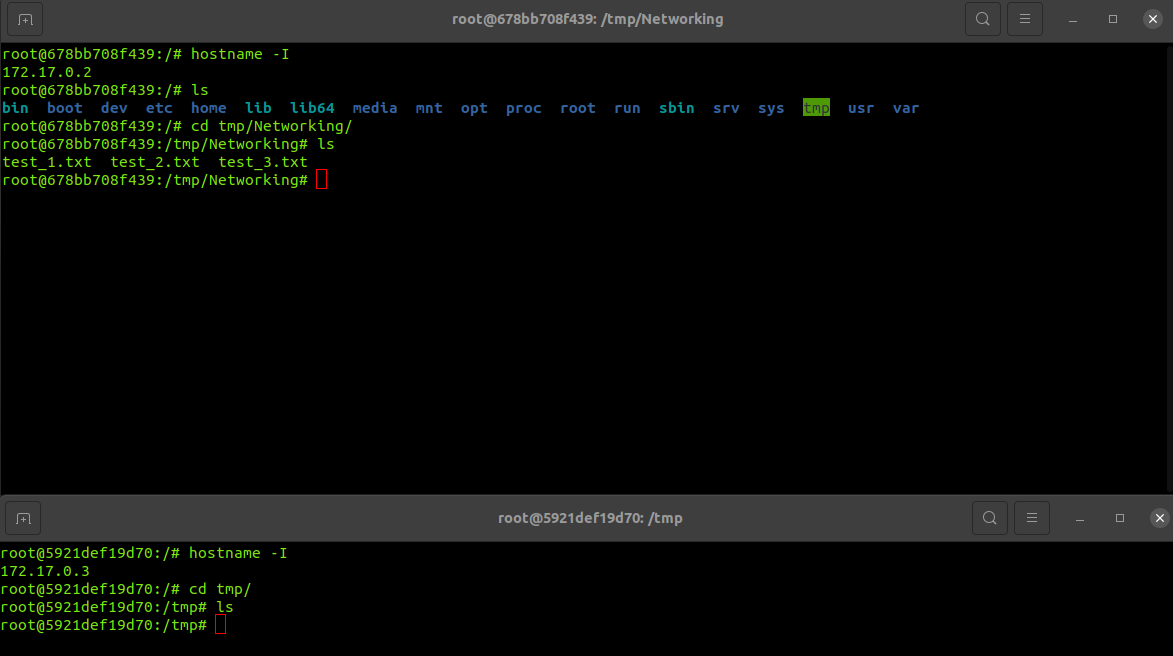 root@678bb708f439: /tmp/Networking
root@678bb708f439:/# hostname -I
172.17.0.2
root@678bb708f439:/# ls
bin boot dev etc home lib lib64 media mnt opt proc root run sbin srv sys tmp usr var
root@678bb708f439:/# cd tmp/Networking/
root@678bb708f439:/tmp/Networking# ls
test_1.txt test_2.txt test_3.txt
root@678bb708f439:/tmp/Networking#
root@5921def19d70: /tmp
root@5921def19d70:/# hostname -I
172.17.0.3
root@5921def19d70:/# cd tmp/
root@5921def19d70:/tmp# ls
root@5921def19d70:/tmp#